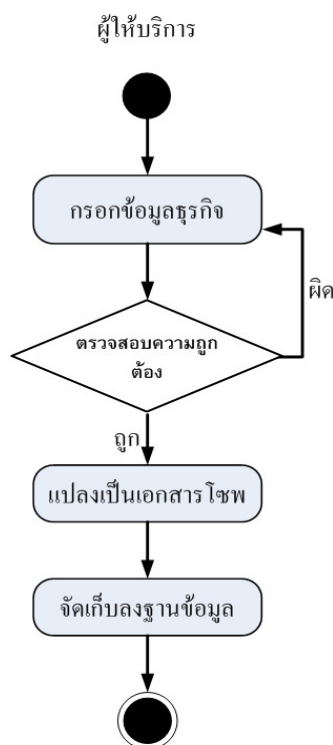 ผู้ให้บริการ
กรอกข้อมูลธุรกิจ
ผิด
ตรวจสอบความถูก
ต้อง
ถูก
แปลงเป็นเอกสารโซพ
จัดเก็บลงฐานข้อมูล